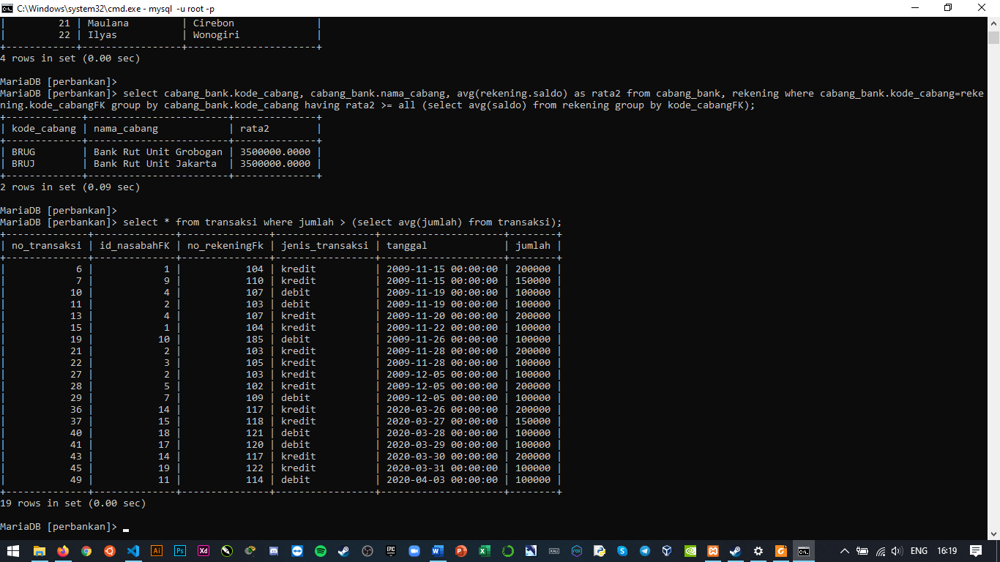 C:\Windows\system32\cmd.exe - mysql  -u root -p
|         21 | Maulana         | Cirebon              |
|         22 | Ilyas           | Wonogiri             |
+------------+-----------------+----------------------+
4 rows in set (0.00 sec)
MariaDB [perbankan]>
MariaDB [perbankan]> select cabang_bank.kode_cabang, cabang_bank.nama_cabang, avg(rekening.saldo) as rata2 from cabang_bank, rekening where cabang_bank.kode_cabang=reke
ning.kode_cabangFK group by cabang_bank.kode_cabang having rata2 >= all (select avg(saldo) from rekening group by kode_cabangFK);
+-------------+------------------------+--------------+
| kode_cabang | nama_cabang            | rata2        |
+-------------+------------------------+--------------+
| BRUG        | Bank Rut Unit Grobogan | 3500000.0000 |
| BRUJ        | Bank Rut Unit Jakarta  | 3500000.0000 |
+-------------+------------------------+--------------+
2 rows in set (0.09 sec)
MariaDB [perbankan]>
MariaDB [perbankan]> select * from transaksi where jumlah > (select avg(jumlah) from transaksi);
+--------------+--------------+---------------+-----------------+---------------------+--------+
| no_transaksi | id_nasabahFK | no_rekeningFk | jenis_transaksi | tanggal             | jumlah |
+--------------+--------------+---------------+-----------------+---------------------+--------+
|            6 |            1 |           104 | kredit          | 2009-11-15 00:00:00 | 200000 |
|            7 |            9 |           110 | kredit          | 2009-11-15 00:00:00 | 150000 |
|           10 |            4 |           107 | debit           | 2009-11-19 00:00:00 | 100000 |
|           11 |            2 |           103 | debit           | 2009-11-19 00:00:00 | 100000 |
|           13 |            4 |           107 | kredit          | 2009-11-20 00:00:00 | 200000 |
|           15 |            1 |           104 | kredit          | 2009-11-22 00:00:00 | 100000 |
|           19 |           10 |           185 | debit           | 2009-11-26 00:00:00 | 100000 |
|           21 |            2 |           103 | kredit          | 2009-11-28 00:00:00 | 200000 |
|           22 |            3 |           105 | kredit          | 2009-11-28 00:00:00 | 100000 |
|           27 |            2 |           103 | kredit          | 2009-12-05 00:00:00 | 100000 |
|           28 |            5 |           102 | kredit          | 2009-12-05 00:00:00 | 200000 |
|           29 |            7 |           109 | debit           | 2009-12-05 00:00:00 | 100000 |
|           36 |           14 |           117 | kredit          | 2020-03-26 00:00:00 | 200000 |
|           37 |           15 |           118 | kredit          | 2020-03-27 00:00:00 | 150000 |
|           40 |           18 |           121 | debit           | 2020-03-28 00:00:00 | 100000 |
|           41 |           17 |           120 | debit           | 2020-03-29 00:00:00 | 100000 |
|           43 |           14 |           117 | kredit          | 2020-03-30 00:00:00 | 200000 |
|           45 |           19 |           122 | kredit          | 2020-03-31 00:00:00 | 100000 |
|           49 |           11 |           114 | debit           | 2020-04-03 00:00:00 | 100000 |
+--------------+--------------+---------------+-----------------+---------------------+--------+
19 rows in set (0.00 sec)
MariaDB [perbankan]> _
Ai Ps Xd EPIC ENG 16:19